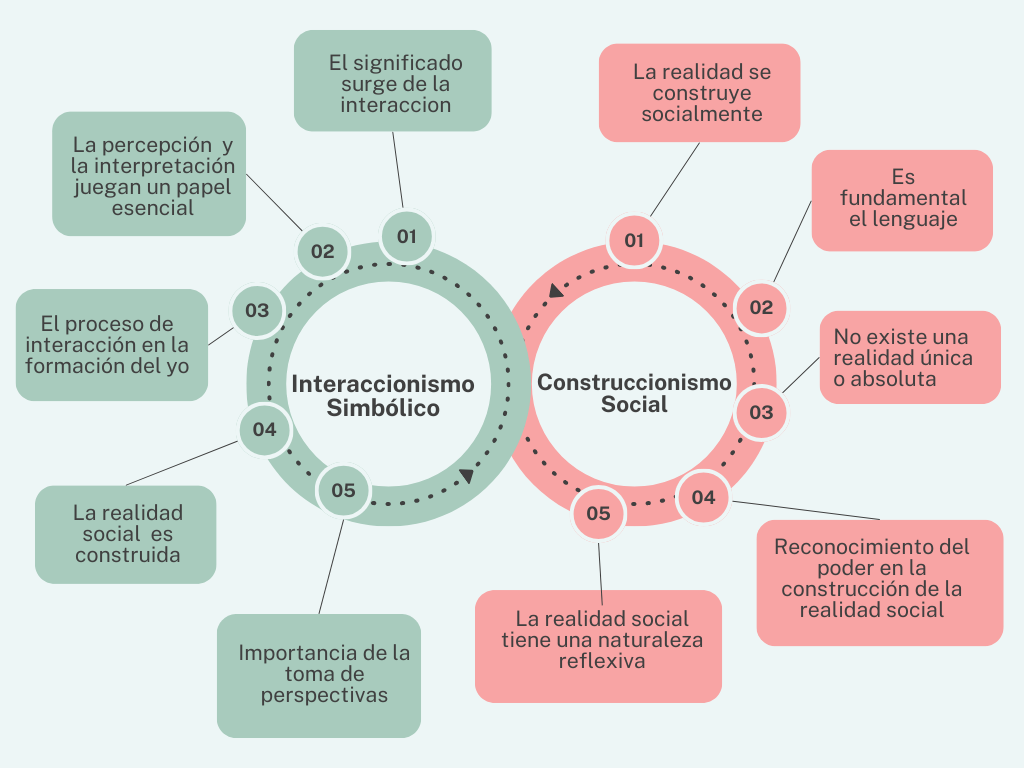 El significado
surge de la
interaccion
La percepción y
la interpretación
juegan un papel
esencial
El proceso de
interacción en la
formación del yo
La realidad
social es
construida
Importancia de la
toma de
perspectivas
01
02
03
04
05
Interaccionismo
Simbólico
La realidad se
construye
socialmente
Es
fundamental
el lenguaje
No existe una
realidad única
o absoluta
Reconocimiento del
poder en la
construcción de la
realidad social
La realidad social
tiene una naturaleza
reflexiva
01
02
03
04
05
Construccionismo
Social